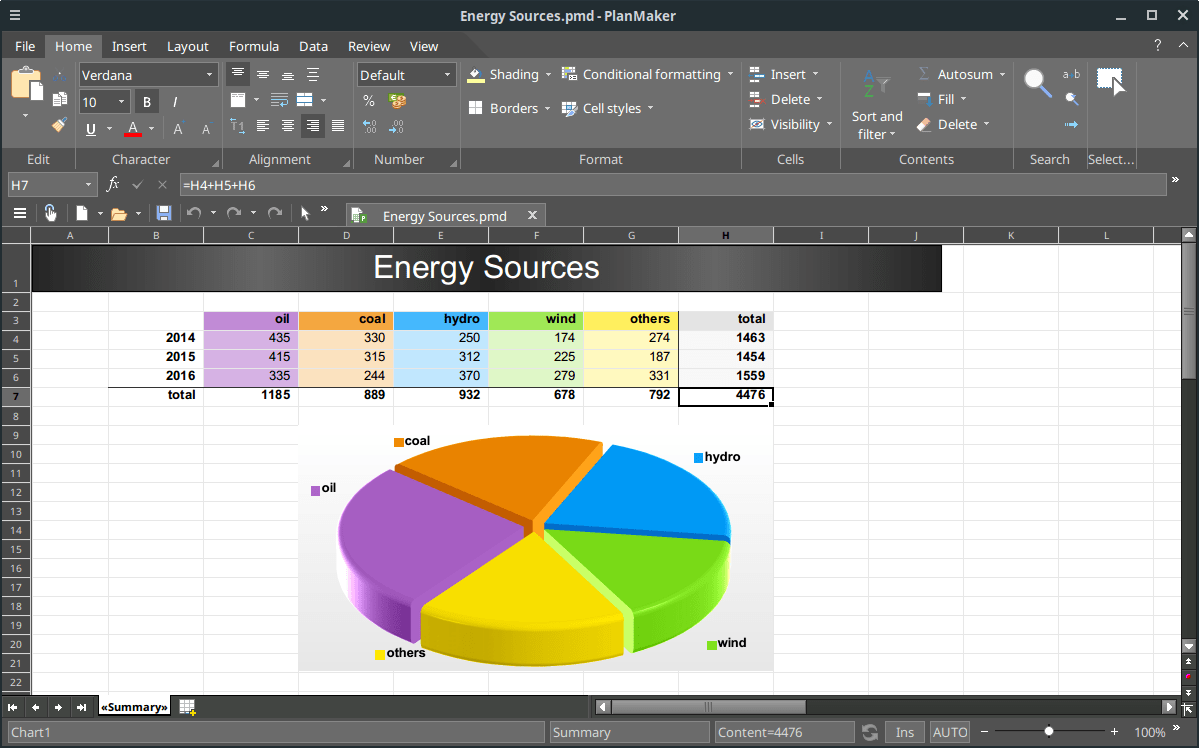 Energy Sources.pmd - PlanMaker
File Home Insert Layout Formula Data Review View ?
Verdana Default Shading Conditional formatting Insert Autosum a b
10 B I % Borders Cell styles Delete Sort and filter Fill
U A A A Visibility Delete
Edit Character Alignment Number Format Cells Contents Search Select...
H7 fx =H4+H5+H6
Energy Sources.pmd
A B C D E F G H I J K L
1 Energy Sources
2
3 oil coal hydro wind others total
4 2014 435 330 250 174 274 1463
5 2015 415 315 312 225 187 1454
6 2016 335 244 370 279 331 1559
7 total 1185 889 932 678 792 4476
8
9 coal
10 hydro
11
12 oil
13
14
15
16
17
18
19
20 wind
21 others
22
«Summary»
Chart1 Summary Content=4476 Ins AUTO 100%